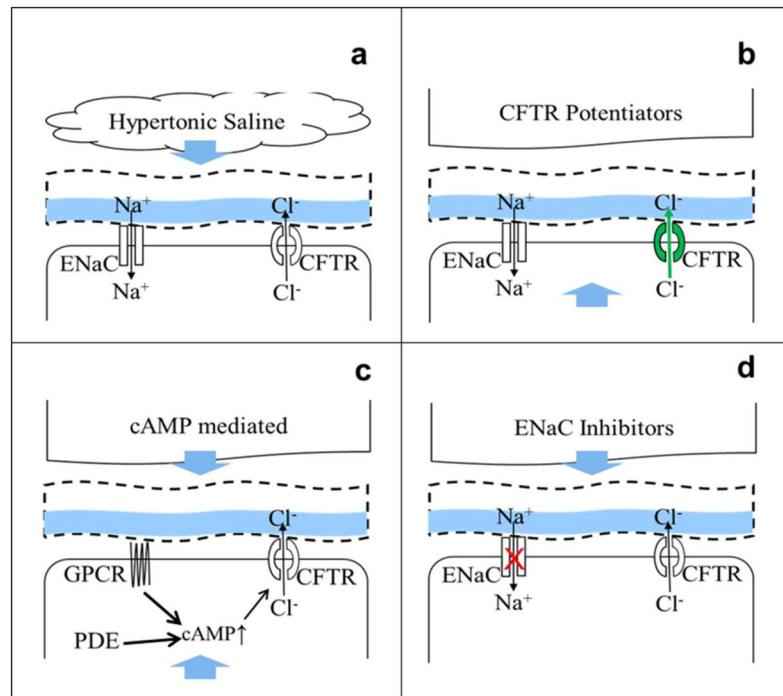 a
Hypertonic Saline
Na⁺ Cl⁻
ENaC CFTR
Na⁺ Cl⁻
b
CFTR Potentiators
Na⁺ Cl⁻
ENaC CFTR
Na⁺ Cl⁻
c
cAMP mediated
Cl⁻
GPCR CFTR
Cl⁻
PDE cAMP↑
d
ENaC Inhibitors
Na⁺ Cl⁻
ENaC CFTR
Na⁺ Cl⁻